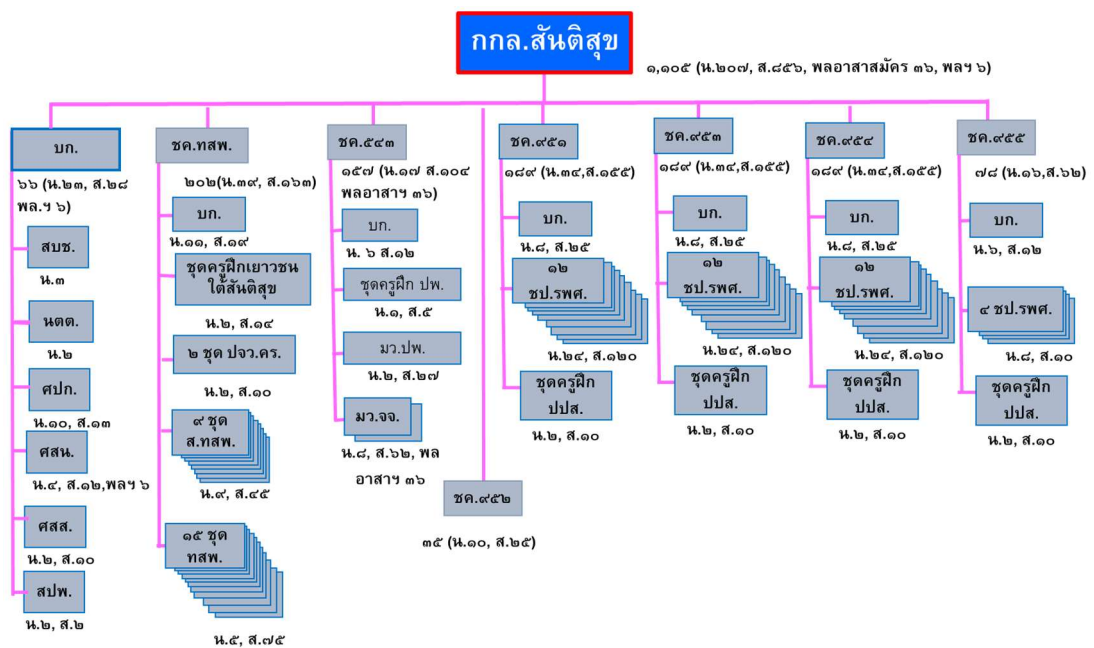 กกล.สันติสุข
๑,๑๐๕ (น.๒๐๗, ส.๘๕๖, พลอาสาสมัคร ๓๖, พลฯ ๖)
บก.
๖๖ (น.๒๓, ส.๒๘
พล.ฯ ๖)
สบช.
น.๓
นตต.
น.๒
ศปก.
น.๑๐, ส.๑๓
ศสน.
น.๔, ส.๑๒,พลฯ ๖
ศสส.
น.๒, ส.๑๐
สปพ.
น.๒, ส.๒
ชค.ทสพ.
๒๐๒(น.๓๙, ส.๑๖๓)
บก.
น.๑๑, ส.๑๙
ชุดครูฝึกเยาวชน
ใต้สันติสุข
น.๒, ส.๑๔
๒ ชุด ปจว.คร.
น.๒, ส.๑๐
๙ ชุด
ส.ทสพ.
น.๙, ส.๔๕
๑๕ ชุด
ทสพ.
น.๕, ส.๗๕
ชค.๕๔๓
๑๕๗ (น.๑๗ ส.๑๐๔
พลอาสาฯ ๓๖)
บก.
น. ๖ ส.๑๒
ชุดครูฝึก ปพ.
น.๑, ส.๕
มว.ปพ.
น.๒, ส.๒๗
มว.จจ.
น.๘, ส.๖๒, พล
อาสาฯ ๓๖
ชค.๙๕๒
๓๕ (น.๑๐, ส.๒๕)
ชค.๙๕๑
๑๘๙ (น.๓๔,ส.๑๕๕)
บก.
น.๘, ส.๒๕
๑๒
ชป.รพศ.
น.๒๔, ส.๑๒๐
ชุดครูฝึก
ปปส.
น.๒, ส.๑๐
ชค.๙๕๓
๑๘๙ (น.๓๔,ส.๑๕๕)
บก.
น.๘, ส.๒๕
๑๒
ชป.รพศ.
น.๒๔, ส.๑๒๐
ชุดครูฝึก
ปปส.
น.๒, ส.๑๐
ชค.๙๕๔
๑๘๙ (น.๓๔,ส.๑๕๕)
บก.
น.๘, ส.๒๕
๑๒
ชป.รพศ.
น.๒๔, ส.๑๒๐
ชุดครูฝึก
ปปส.
น.๒, ส.๑๐
ชค.๙๕๕
๗๘ (น.๑๖,ส.๖๒)
บก.
น.๖, ส.๑๒
๔ ชป.รพศ.
น.๘, ส.๑๐
ชุดครูฝึก
ปปส.
น.๒, ส.๑๐